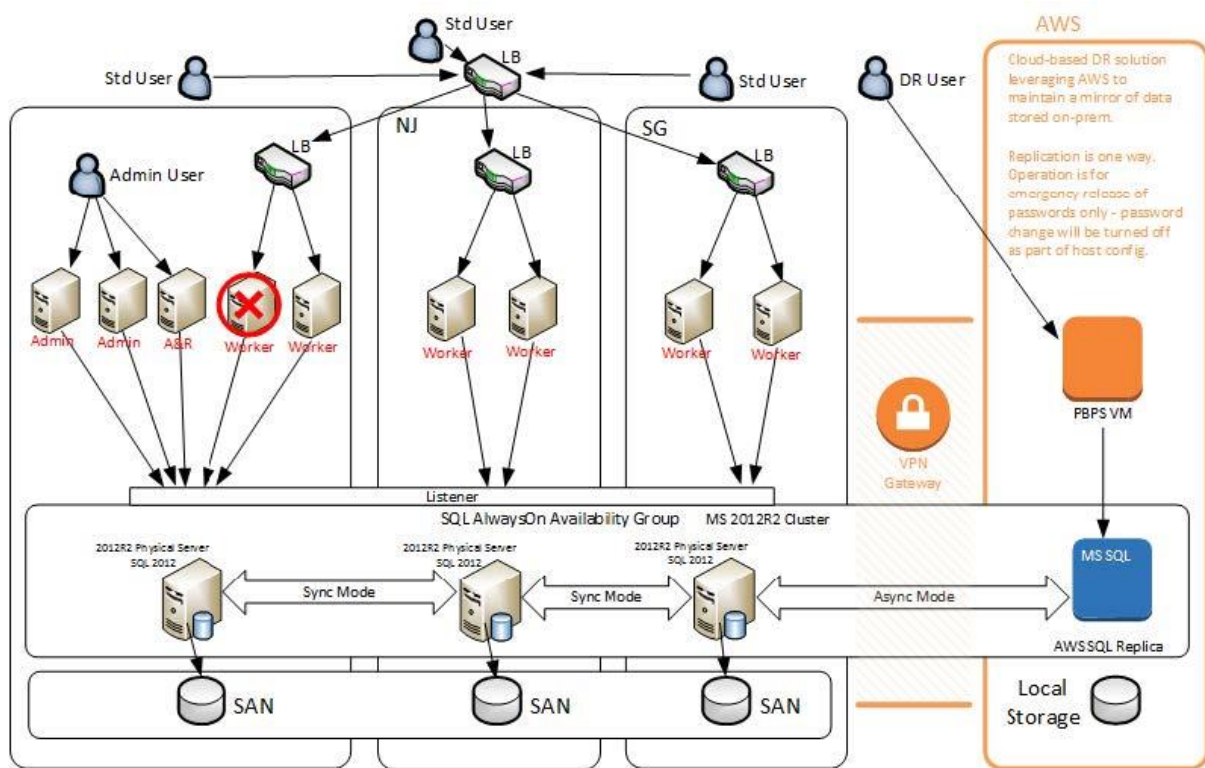 Std User
LB
AWS
Std User
Std User
DR User
Cloud-based DR solution
leveraging AWS to
maintain a mirror of data
stored on-prem.
Replication is one way.
Operation is for
emergency release of
passwords only - password
change will be turned off
as part of host config.
NJ
SG
LB
LB
LB
Admin User
Admin
Admin
A&R
Worker
Worker
Worker
Worker
Worker
Worker
PBPS VM
VPN
Gateway
Listener
SQL AlwaysOn Availability Group
MS 2012R2 Cluster
2012R2 Physical Server
SQL 2012
2012R2 Physical Server
SQL 2012
2012R2 Physical Server
SQL 2012
MS SQL
Sync Mode
Sync Mode
Async Mode
AWS SQL Replica
SAN
SAN
SAN
Local
Storage